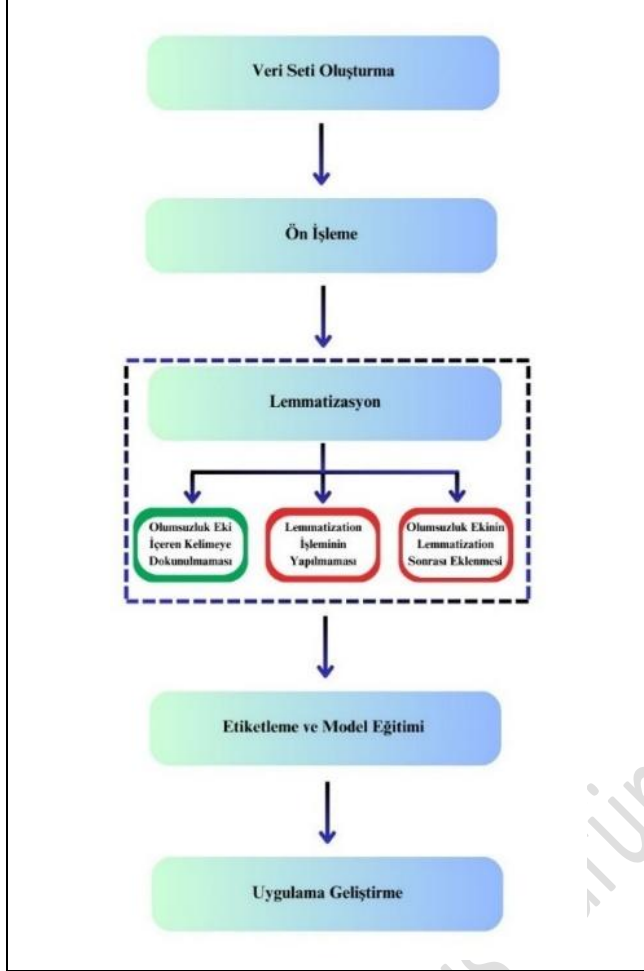 Veri Seti Oluşturma
Ön İşleme
Lemmatizasyon
Olumsuzluk Eki
İçeren Kelimeye
Dokunulmaması
Lemmatization
İşleminin
Yapılmaması
Olumsuzluk Ekinin
Lemmatization
Sonrası Eklenmesi
Etiketleme ve Model Eğitimi
Uygulama Geliştirme